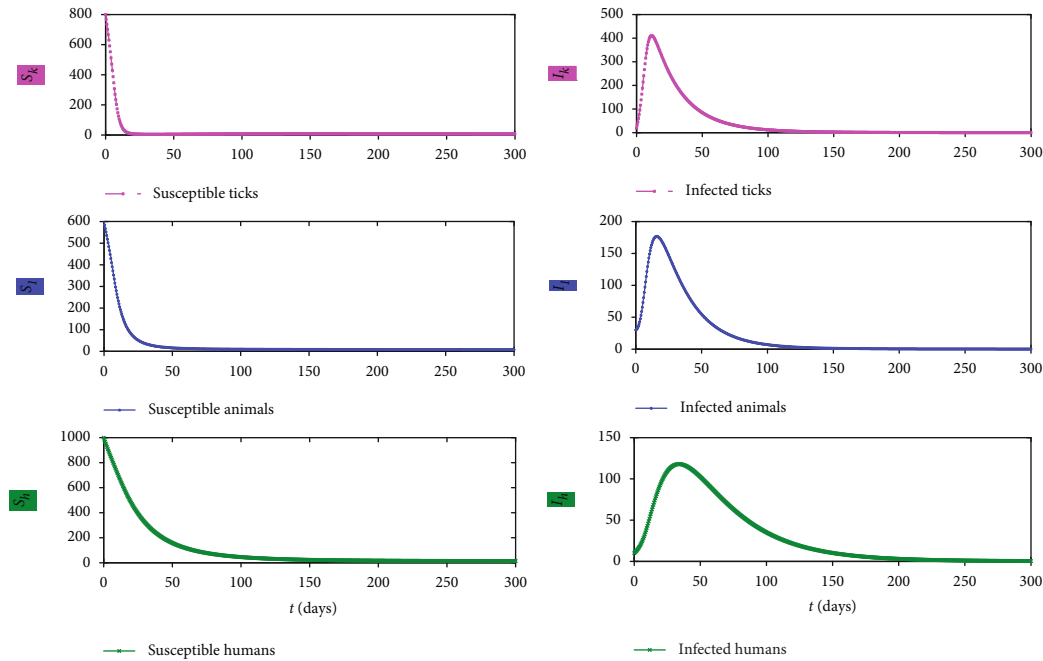 800
600
400
200
0
S_k
0 50 100 150 200 250 300
Susceptible ticks
500
400
300
200
100
0
I_k
0 50 100 150 200 250 300
Infected ticks
600
500
400
300
200
100
0
S_l
0 50 100 150 200 250 300
Susceptible animals
200
150
100
50
0
I_l
0 50 100 150 200 250 300
Infected animals
1000
800
600
400
200
0
S_h
0 50 100 150 200 250 300
t (days)
Susceptible humans
150
100
50
0
I_h
0 50 100 150 200 250 300
t (days)
Infected humans